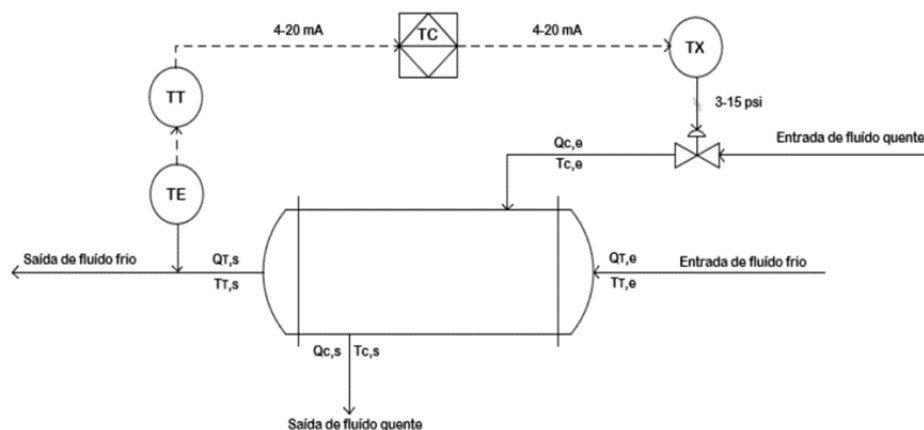 4-20 mA
TC
4-20 mA
TX
TT
3-15 psi
TE
Qc,e
Tc,e
Entrada de fluído quente
Saída de fluído frio
QT,s
TT,s
QT,e
TT,e
Entrada de fluído frio
Qc,s
Tc,s
Saída de fluído quente